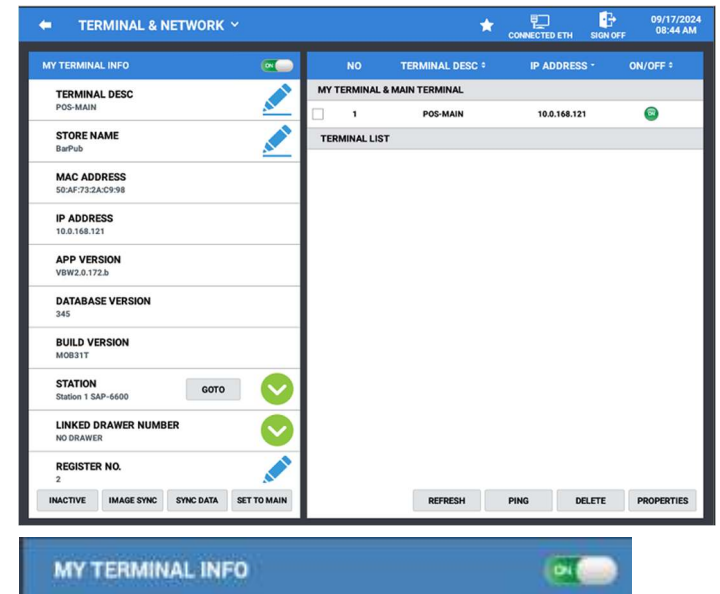 TERMINAL & NETWORK
CONNECTED ETH
SIGN OFF
09/17/2024
08:44 AM
MY TERMINAL INFO
ON
TERMINAL DESC
POS-MAIN
STORE NAME
BarPub
MAC ADDRESS
50:AF:73:2A:C9:98
IP ADDRESS
10.0.168.121
APP VERSION
VBW2.0.172.b
DATABASE VERSION
345
BUILD VERSION
MOB31T
STATION
Station 1 SAP-6600
GOTO
LINKED DRAWER NUMBER
NO DRAWER
REGISTER NO.
2
INACTIVE IMAGE SYNC SYNC DATA SET TO MAIN
NO TERMINAL DESC IP ADDRESS ON/OFF
MY TERMINAL & MAIN TERMINAL
1 POS-MAIN 10.0.168.121 ON
TERMINAL LIST
REFRESH PING DELETE PROPERTIES
MY TERMINAL INFO ON